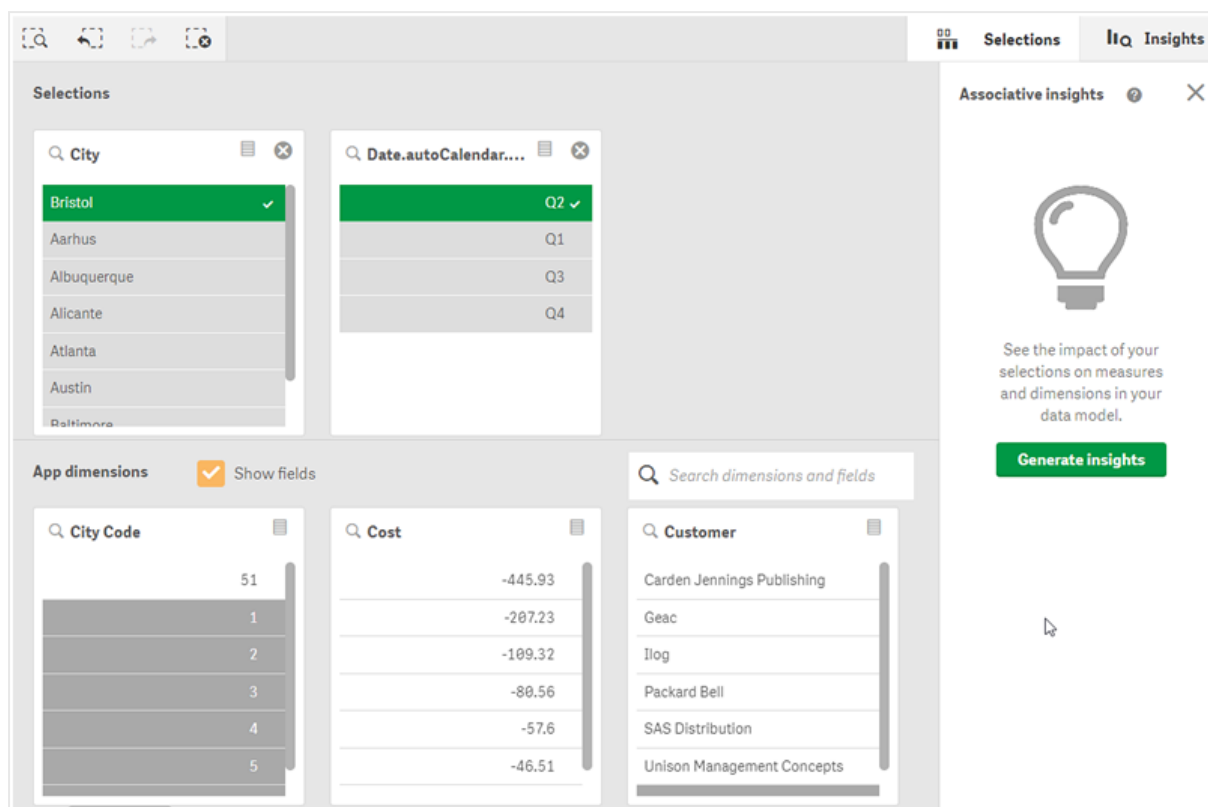 Selections
Insights
Selections
Associative insights
City
Date.autoCalendar....
Bristol
Aarhus
Albuquerque
Alicante
Atlanta
Austin
Baltimore
Q2
Q1
Q3
Q4
See the impact of your
selections on measures
and dimensions in your
data model.
Generate insights
App dimensions
Show fields
Search dimensions and fields
City Code
51
1
2
3
4
5
Cost
-445.93
-207.23
-109.32
-80.56
-57.6
-46.51
Customer
Carden Jennings Publishing
Geac
Ilog
Packard Bell
SAS Distribution
Unison Management Concepts